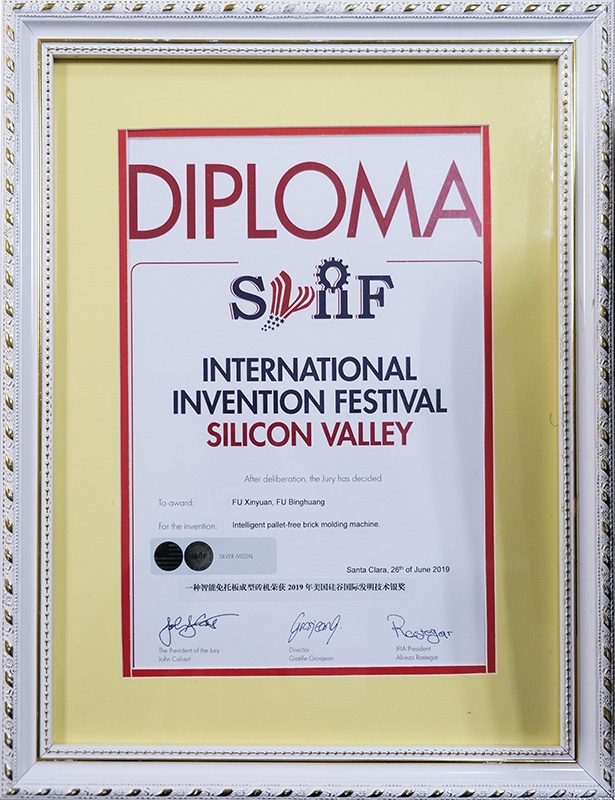 DIPLOMA
SViiF
INTERNATIONAL
INVENTION FESTIVAL
SILICON VALLEY
After deliberation, the Jury has decided
To award: FU Xinyuan, FU Binghuang
For the invention: Intelligent pallet-free brick molding machine.
SILVER MEDAL
Santa Clara, 26th of June 2019
一种智能免托板成型砖机荣获 2019 年美国硅谷国际发明技术银奖
Grosjean
Rastegar
The President of the Jury
John Calvert
Director
Gaëlle Grosjean
IFIA President
Alireza Rastegar